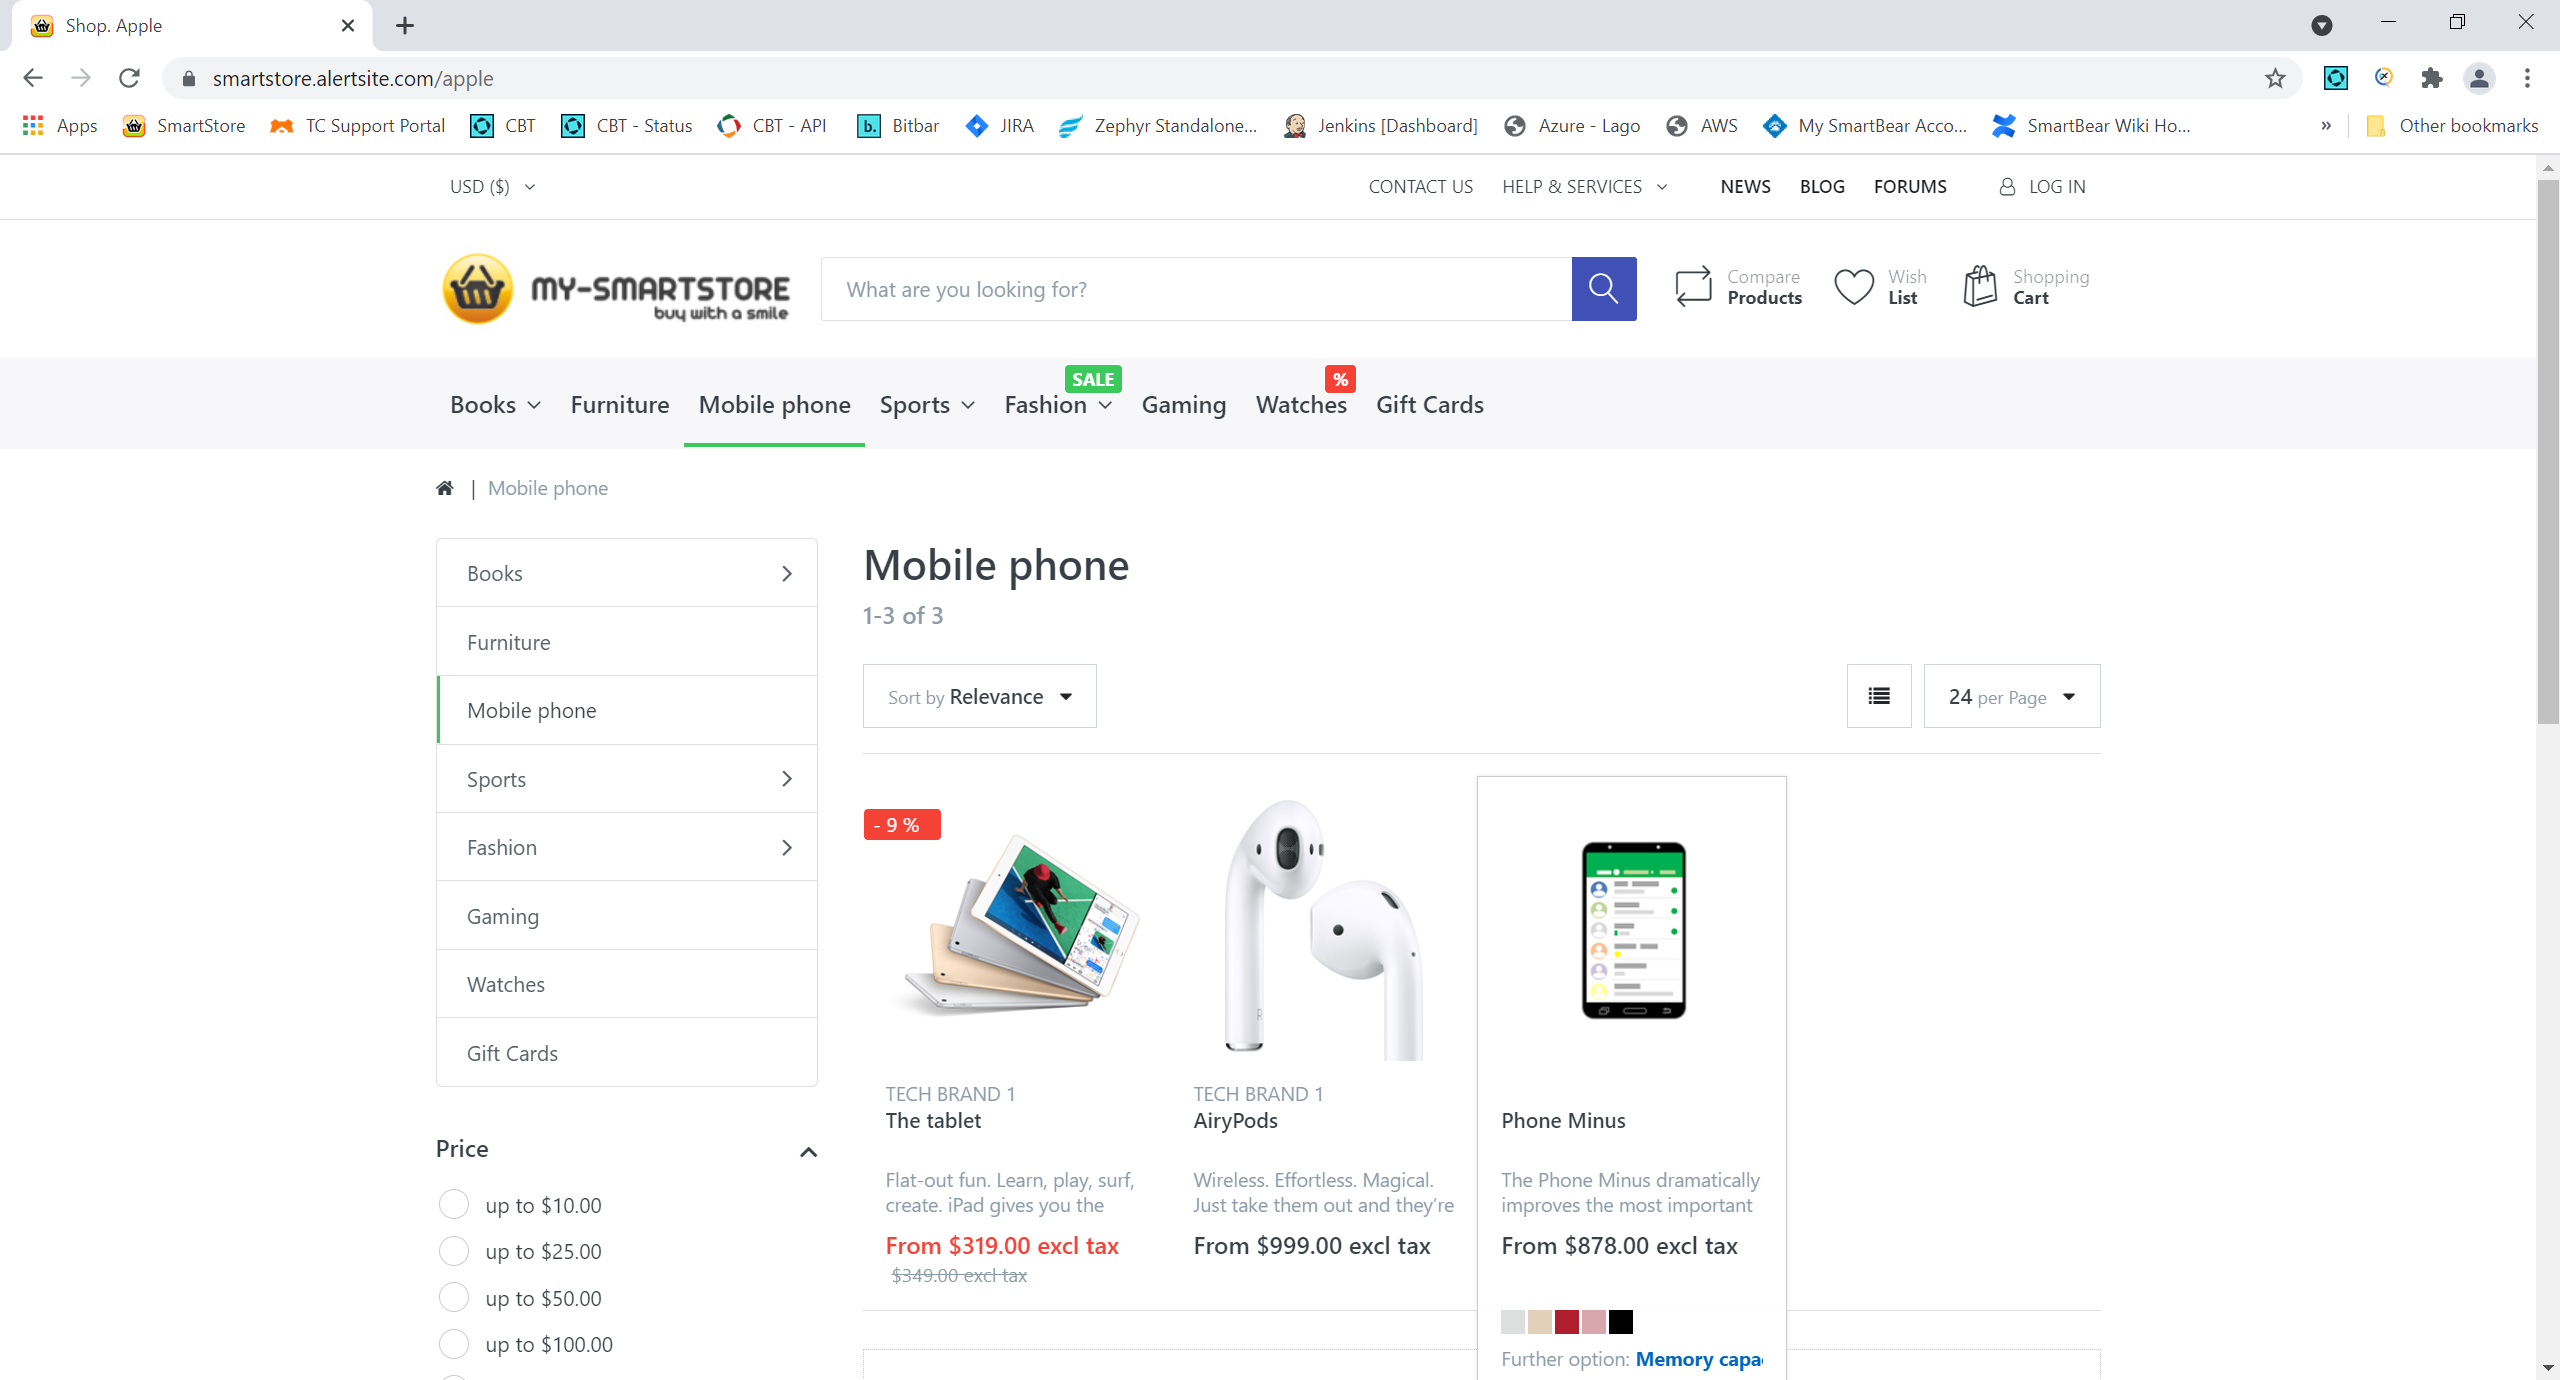 Shop. Apple
smartstore.alertsite.com/apple
Apps SmartStore TC Support Portal CBT CBT - Status CBT - API b. Bitbar JIRA Zephyr Standalone... Jenkins [Dashboard] Azure - Lago AWS My SmartBear Acco... SmartBear Wiki Ho... » Other bookmarks
USD ($) CONTACT US HELP & SERVICES NEWS BLOG FORUMS LOG IN
MY-SMARTSTORE
buy with a smile
What are you looking for?
Compare
Products
Wish
List
Shopping
Cart
SALE %
Books Furniture Mobile phone Sports Fashion Gaming Watches Gift Cards
| Mobile phone
Books
Furniture
Mobile phone
Sports
Fashion
Gaming
Watches
Gift Cards
Price
up to $10.00
up to $25.00
up to $50.00
up to $100.00
Mobile phone
1-3 of 3
Sort by Relevance
24 per Page
- 9 %
TECH BRAND 1
The tablet
Flat-out fun. Learn, play, surf,
create. iPad gives you the
From $319.00 excl tax
$349.00 excl tax
R
TECH BRAND 1
AiryPods
Wireless. Effortless. Magical.
Just take them out and they’re
From $999.00 excl tax
Phone Minus
The Phone Minus dramatically
improves the most important
From $878.00 excl tax
Further option: Memory capa